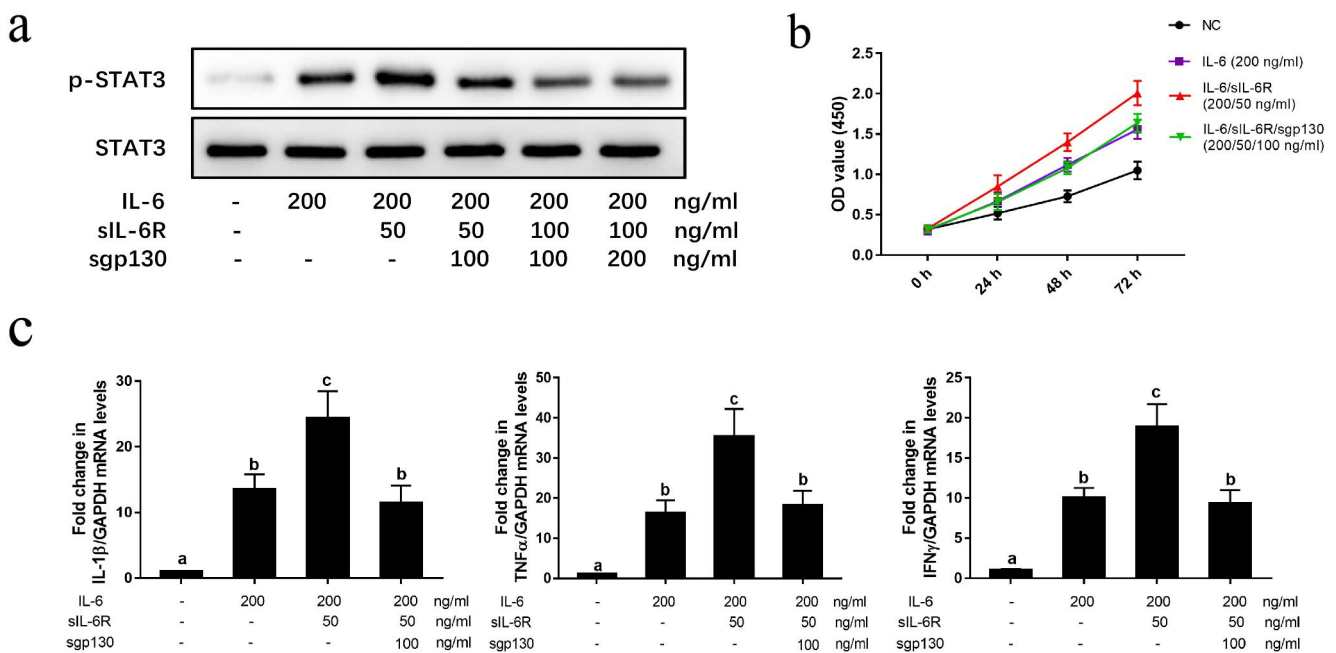 a
p-STAT3
STAT3
IL-6 - 200 200 200 200 200 ng/ml
sIL-6R - 50 50 100 100 ng/ml
sgp130 - - - 100 100 200 ng/ml
b
NC
IL-6 (200 ng/ml)
IL-6/sIL-6R
(200/50 ng/ml)
IL-6/sIL-6R/sgp130
(200/50/100 ng/ml)
OD value (450)
2.5
2.0
1.5
1.0
0.5
0.0
0 h 24 h 48 h 72 h
c
Fold change in
IL-1β/GAPDH mRNA levels
30
20
10
0
a b c b
IL-6 - 200 200 200 ng/ml
sIL-6R - - 50 50 ng/ml
sgp130 - - - 100 ng/ml
Fold change in
TNFα/GAPDH mRNA levels
50
40
30
20
10
0
a b c b
IL-6 - 200 200 200 ng/ml
sIL-6R - - 50 50 ng/ml
sgp130 - - - 100 ng/ml
Fold change in
IFNγ/GAPDH mRNA levels
25
20
15
10
5
0
a b c b
IL-6 - 200 200 200 ng/ml
sIL-6R - - 50 50 ng/ml
sgp130 - - - 100 ng/ml